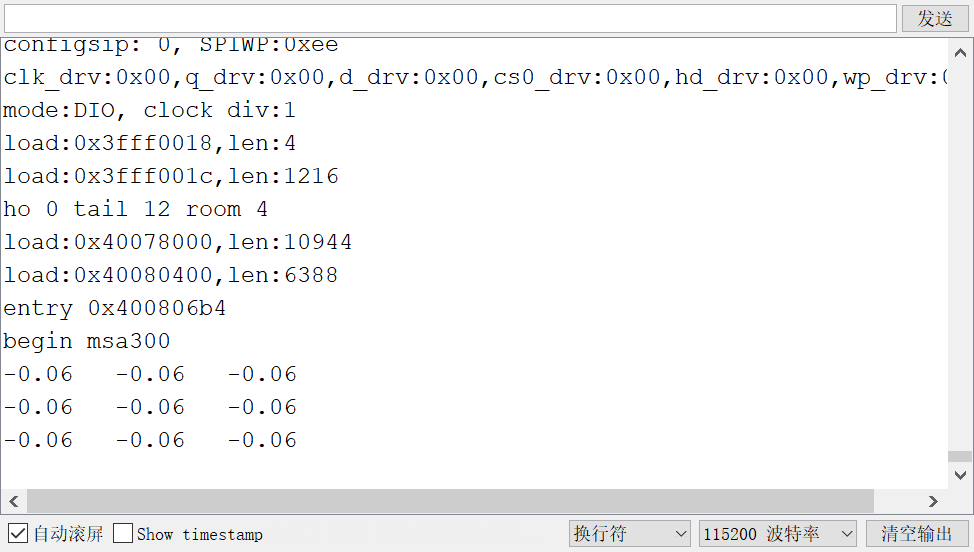 发送
configsip: 0, SPIWP:0xee
clk_drv:0x00,q_drv:0x00,d_drv:0x00,cs0_drv:0x00,hd_drv:0x00,wp_drv:0
mode:DIO, clock div:1
load:0x3fff0018,len:4
load:0x3fff001c,len:1216
ho 0 tail 12 room 4
load:0x40078000,len:10944
load:0x40080400,len:6388
entry 0x400806b4
begin msa300
-0.06 -0.06 -0.06
-0.06 -0.06 -0.06
-0.06 -0.06 -0.06
自动滚屏 Show timestamp 换行符 115200 波特率 清空输出